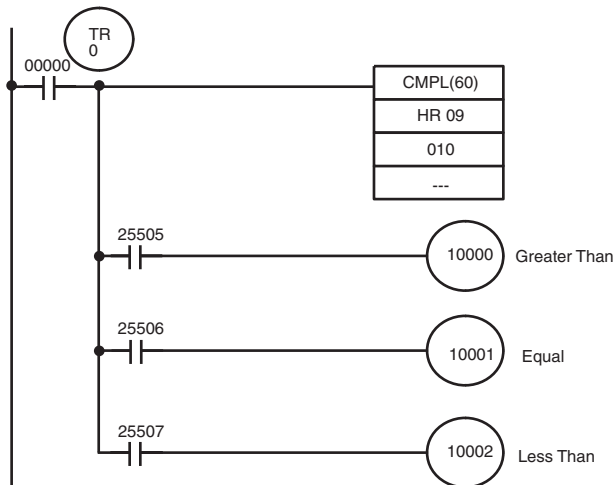 TR
0
00000
CMPL(60)
HR 09
010
---
25505
10000 Greater Than
25506
10001 Equal
25507
10002 Less Than